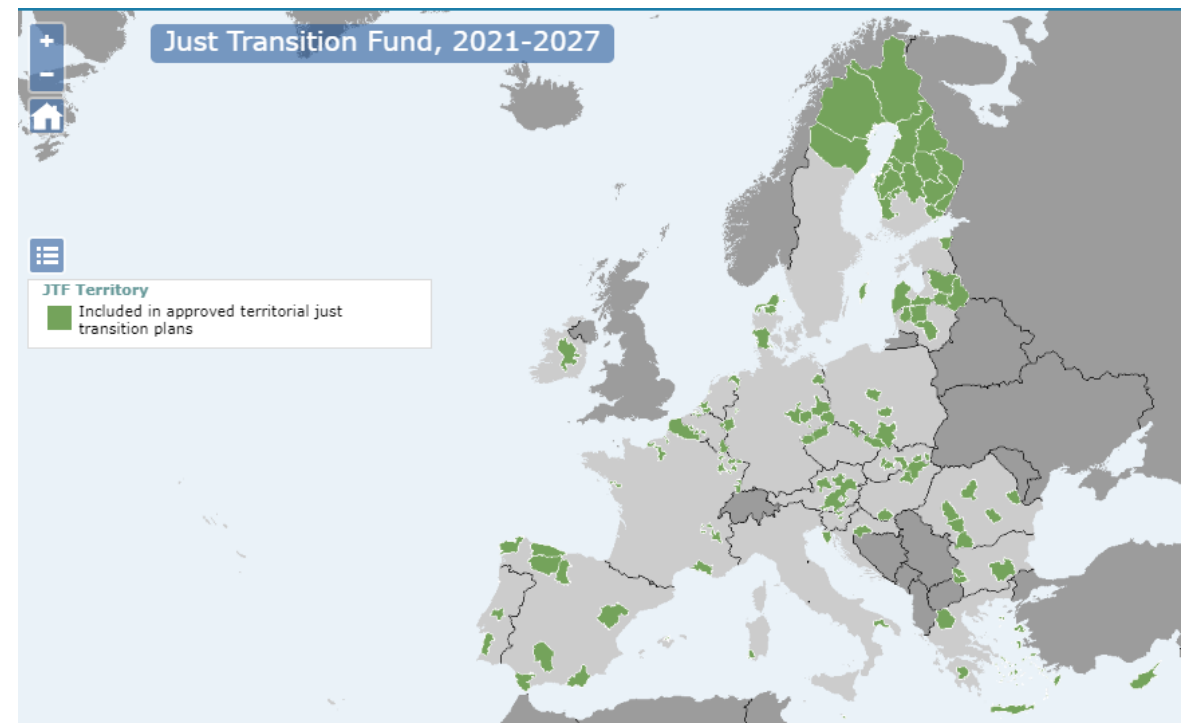 +
Just Transition Fund, 2021-2027
–
JTF Territory
Included in approved territorial just
transition plans